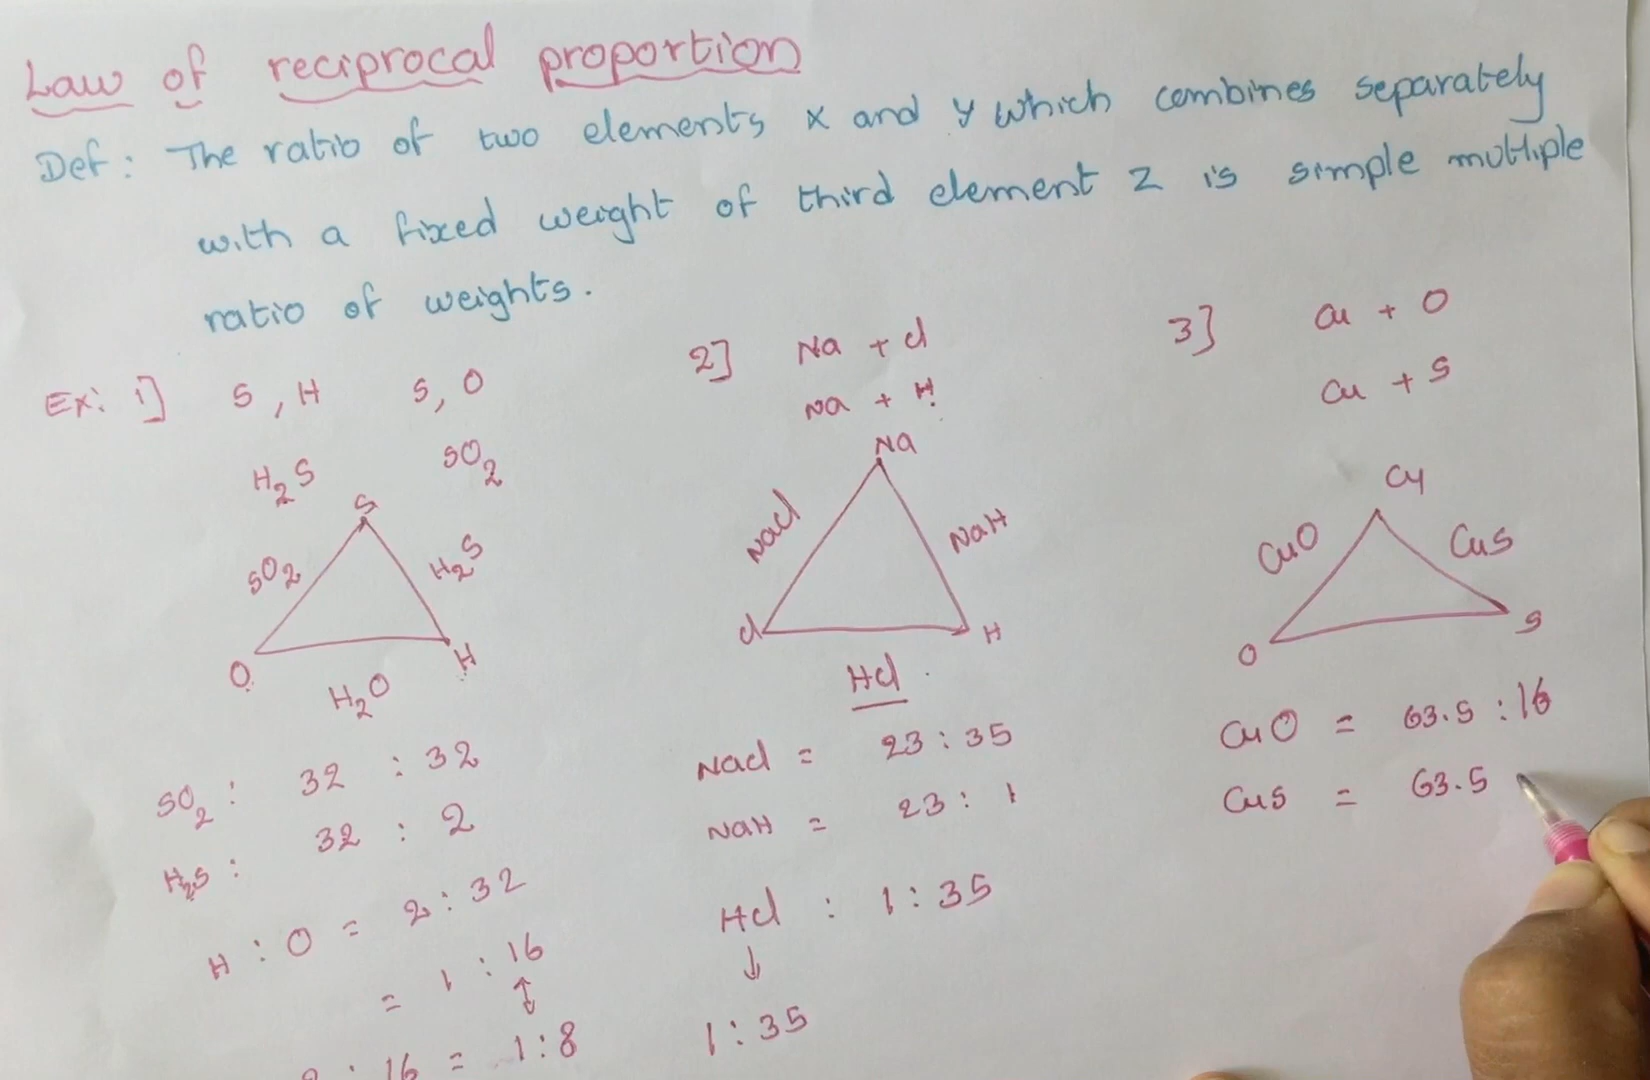 Law of reciprocal proportion
Def: The ratio of two elements x and y which combines separately
with a fixed weight of third element z is simple multiple
ratio of weights.
Ex: 1] S, H S, O
H2S SO2
S
SO2 H2S
O H
H2O
SO2 : 32 : 32
H2S : 32 : 2
H : O = 2 : 32
= 1 : 16
: 16 = 1:8
2] Na + Cl
Na + H
Na
NaCl NaH
Cl H
HCl
NaCl = 23 : 35
NaH = 23 : 1
HCl : 1 : 35
1 : 35
3] Cu + O
Cu + S
Cu
CuO CuS
O S
CuO = 63.5 : 16
CuS = 63.5